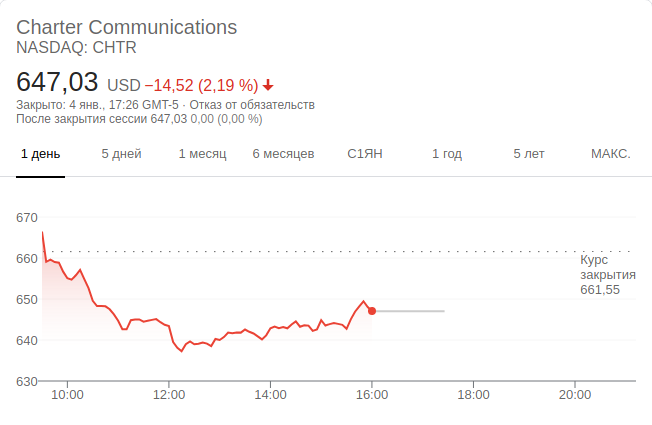 Charter Communications
NASDAQ: CHTR
647,03 USD −14,52 (2,19 %)
Закрыто: 4 янв., 17:26 GMT-5 · Отказ от обязательств
После закрытия сессии 647,03 0,00 (0,00 %)
1 день 5 дней 1 месяц 6 месяцев С1ЯН 1 год 5 лет МАКС.
670
660
650
640
630
Курс
закрытия
661,55
10:00 12:00 14:00 16:00 18:00 20:00